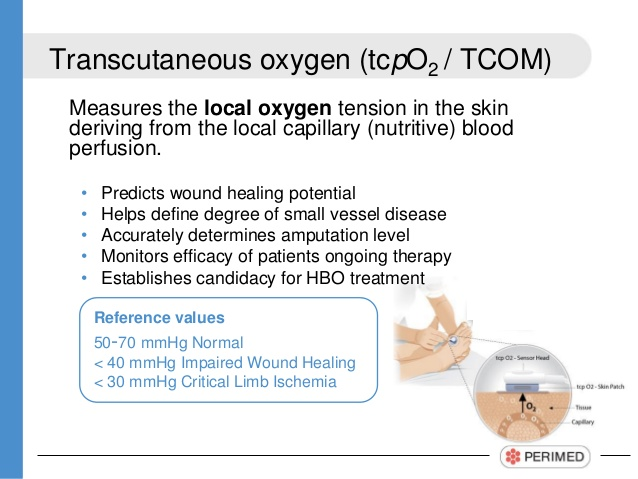 Transcutaneous oxygen (tcpO2 / TCOM)
Measures the local oxygen tension in the skin
deriving from the local capillary (nutritive) blood
perfusion.
• Predicts wound healing potential
• Helps define degree of small vessel disease
• Accurately determines amputation level
• Monitors efficacy of patients ongoing therapy
• Establishes candidacy for HBO treatment
Reference values
50-70 mmHg Normal
< 40 mmHg Impaired Wound Healing
< 30 mmHg Critical Limb Ischemia
tcp O2 - Sensor Head
tcp O2 - Skin Patch
O2
Tissue
Capillary
PERIMED